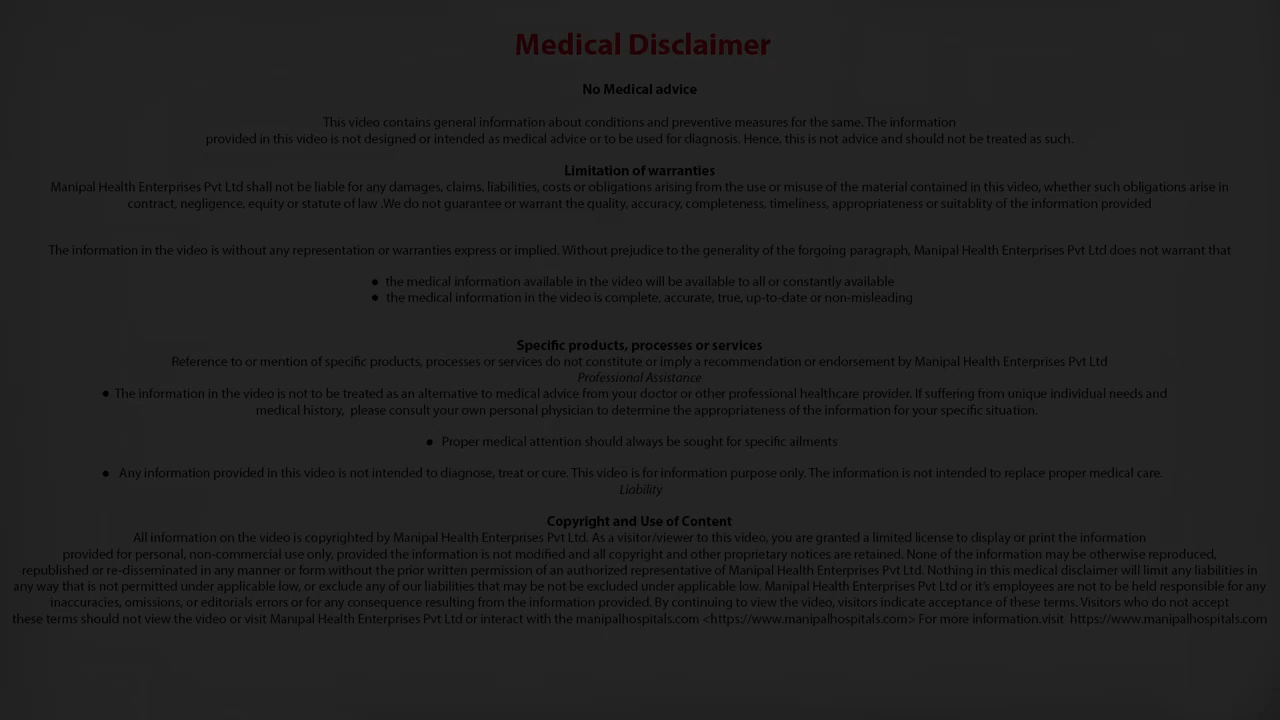 Medical Disclaimer
No Medical advice
This video contains general information about conditions and preventive measures for the same. The information
provided in this video is not designed or intended as medical advice or to be used for diagnosis. Hence, this is not advice and should not be treated as such.
Limitation of warranties
Manipal Health Enterprises Pvt Ltd shall not be liable for any damages, claims, liabilities, costs or obligations arising from the use or misuse of the material contained in this video, whether such obligations arise in
contract, negligence, equity or statute of law .We do not guarantee or warrant the quality, accuracy, completeness, timeliness, appropriateness or suitablity of the information provided
The information in the video is without any representation or warranties express or implied. Without prejudice to the generality of the forgoing paragraph, Manipal Health Enterprises Pvt Ltd does not warrant that
● the medical information available in the video will be available to all or constantly available
● the medical information in the video is complete, accurate, true, up-to-date or non-misleading
Specific products, processes or services
Reference to or mention of specific products, processes or services do not constitute or imply a recommendation or endorsement by Manipal Health Enterprises Pvt Ltd
Professional Assistance
● The information in the video is not to be treated as an alternative to medical advice from your doctor or other professional healthcare provider. If suffering from unique individual needs and
medical history, please consult your own personal physician to determine the appropriateness of the information for your specific situation.
● Proper medical attention should always be sought for specific ailments
● Any information provided in this video is not intended to diagnose, treat or cure. This video is for information purpose only. The information is not intended to replace proper medical care.
Liability
Copyright and Use of Content
All information on the video is copyrighted by Manipal Health Enterprises Pvt Ltd. As a visitor/viewer to this video, you are granted a limited license to display or print the information
provided for personal, non-commercial use only, provided the information is not modified and all copyright and other proprietary notices are retained. None of the information may be otherwise reproduced,
republished or re-disseminated in any manner or form without the prior written permission of an authorized representative of Manipal Health Enterprises Pvt Ltd. Nothing in this medical disclaimer will limit any liabilities in
any way that is not permitted under applicable low, or exclude any of our liabilities that may be not be excluded under applicable low. Manipal Health Enterprises Pvt Ltd or it's employees are not to be held responsible for any
inaccuracies, omissions, or editorials errors or for any consequence resulting from the information provided. By continuing to view the video, visitors indicate acceptance of these terms. Visitors who do not accept
these terms should not view the video or visit Manipal Health Enterprises Pvt Ltd or interact with the manipalhospitals.com <https://www.manipalhospitals.com> For more information.visit https://www.manipalhospitals.com